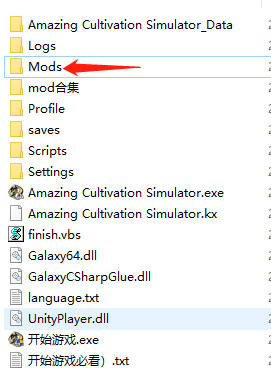 Amazing Cultivation Simulator_Data
Logs
Mods
mod合集
Profile
saves
Scripts
Settings
Amazing Cultivation Simulator.exe
Amazing Cultivation Simulator.kx
finish.vbs
Galaxy64.dll
GalaxyCSharpGlue.dll
language.txt
UnityPlayer.dll
开始游戏.exe
开始游戏必看）.txt